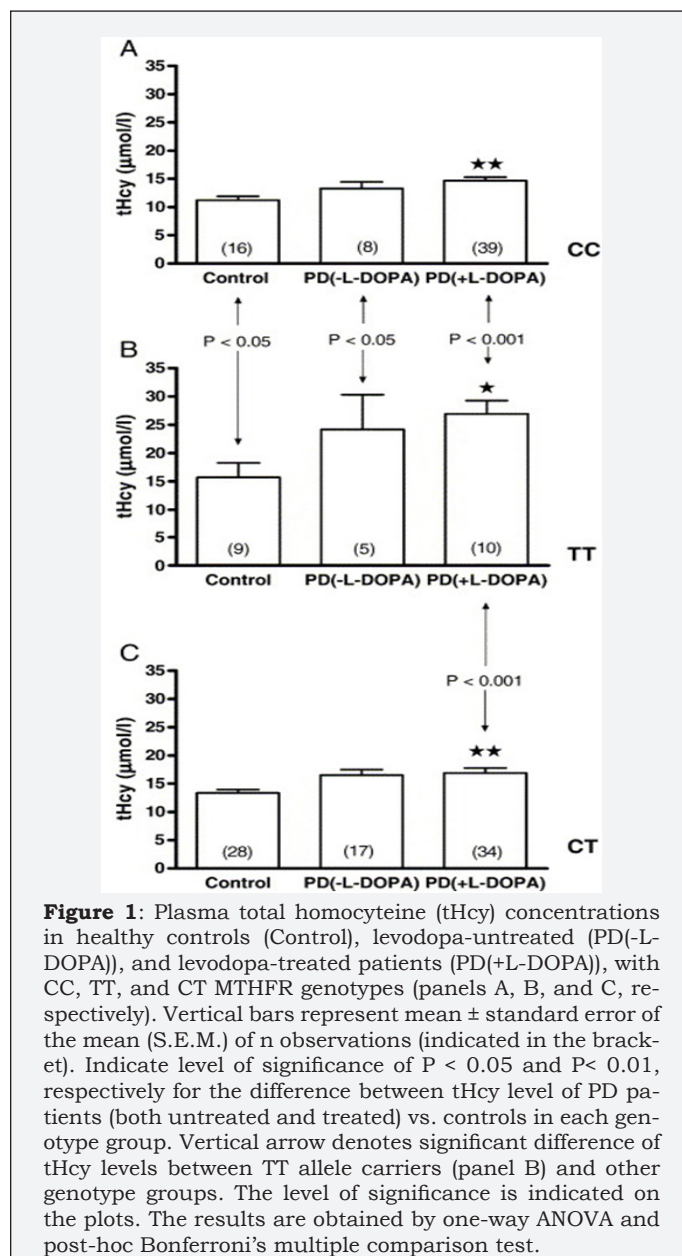 A
35
30
25
20
15
10
5
0
tHcy (μmol/l)
★★
(16) (8) (39)
CC
Control PD(-L-DOPA) PD(+L-DOPA)
P < 0.05 P < 0.05 P < 0.001
B
35
30
25
20
15
10
5
0
tHcy (μmol/l)
★
(9) (5) (10)
TT
Control PD(-L-DOPA) PD(+L-DOPA)
P < 0.001
C
35
30
25
20
15
10
5
0
tHcy (μmol/l)
★★
(28) (17) (34)
CT
Control PD(-L-DOPA) PD(+L-DOPA)
Figure 1: Plasma total homocyteine (tHcy) concentrations
in healthy controls (Control), levodopa-untreated (PD(-L-
DOPA)), and levodopa-treated patients (PD(+L-DOPA)), with
CC, TT, and CT MTHFR genotypes (panels A, B, and C, re-
spectively). Vertical bars represent mean ± standard error of
the mean (S.E.M.) of n observations (indicated in the brack-
et). Indicate level of significance of P < 0.05 and P< 0.01,
respectively for the difference between tHcy level of PD pa-
tients (both untreated and treated) vs. controls in each gen-
otype group. Vertical arrow denotes significant difference of
tHcy levels between TT allele carriers (panel B) and other
genotype groups. The level of significance is indicated on
the plots. The results are obtained by one-way ANOVA and
post-hoc Bonferroni's multiple comparison test.